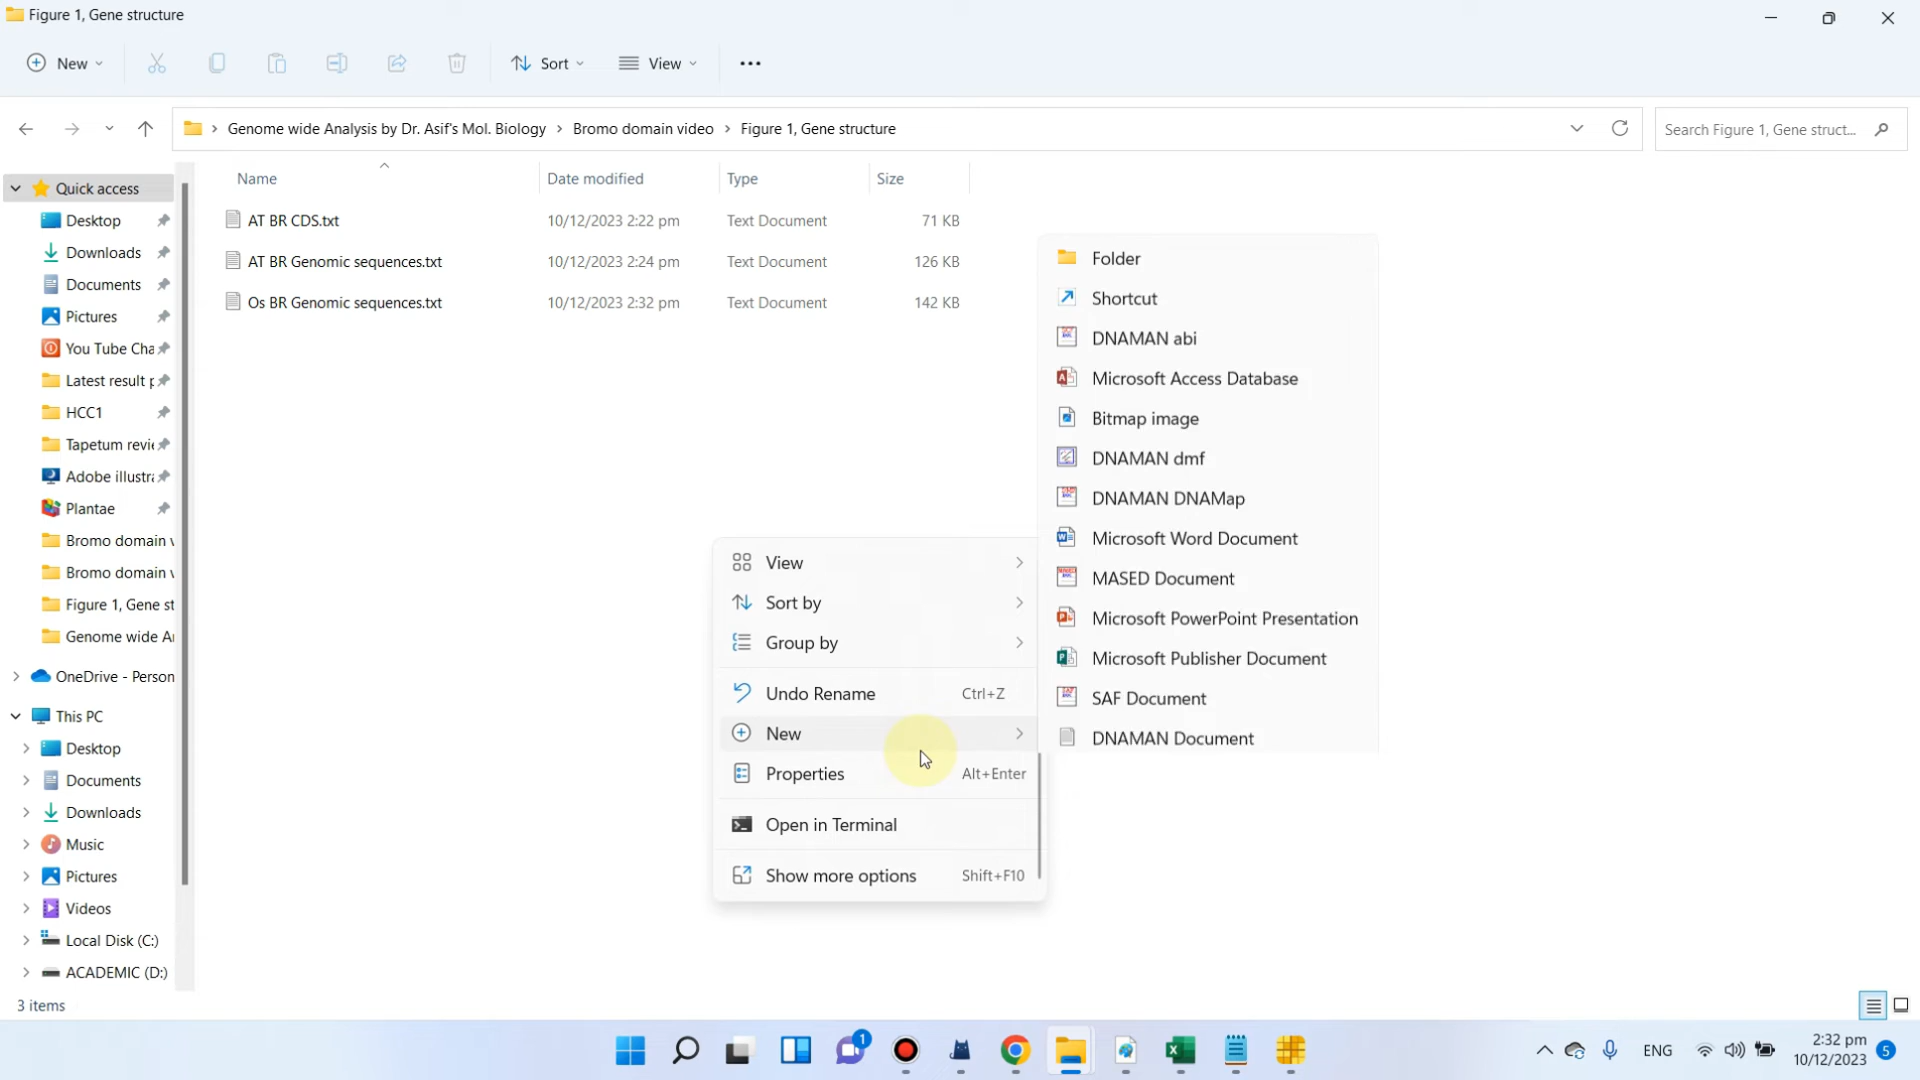 Figure 1, Gene structure
New
Sort
View
Genome wide Analysis by Dr. Asif's Mol. Biology > Bromo domain video > Figure 1, Gene structure
Search Figure 1, Gene struct...
Quick access
Desktop
Downloads
Documents
Pictures
You Tube Cha
Latest result p
HCC1
Tapetum revie
Adobe illustra
Plantae
Bromo domain v
Bromo domain v
Figure 1, Gene st
Genome wide An
OneDrive - Person
This PC
Desktop
Documents
Downloads
Music
Pictures
Videos
Local Disk (C:)
ACADEMIC (D:)
3 items
Name Date modified Type Size
AT BR CDS.txt 10/12/2023 2:22 pm Text Document 71 KB
AT BR Genomic sequences.txt 10/12/2023 2:24 pm Text Document 126 KB
Os BR Genomic sequences.txt 10/12/2023 2:32 pm Text Document 142 KB
View
Sort by
Group by
Undo Rename Ctrl+Z
New
Properties Alt+Enter
Open in Terminal
Show more options Shift+F10
Folder
Shortcut
DNAMAN abi
Microsoft Access Database
Bitmap image
DNAMAN dmf
DNAMAN DNAMap
Microsoft Word Document
MASED Document
Microsoft PowerPoint Presentation
Microsoft Publisher Document
SAF Document
DNAMAN Document
1
ENG
2:32 pm
10/12/2023
5